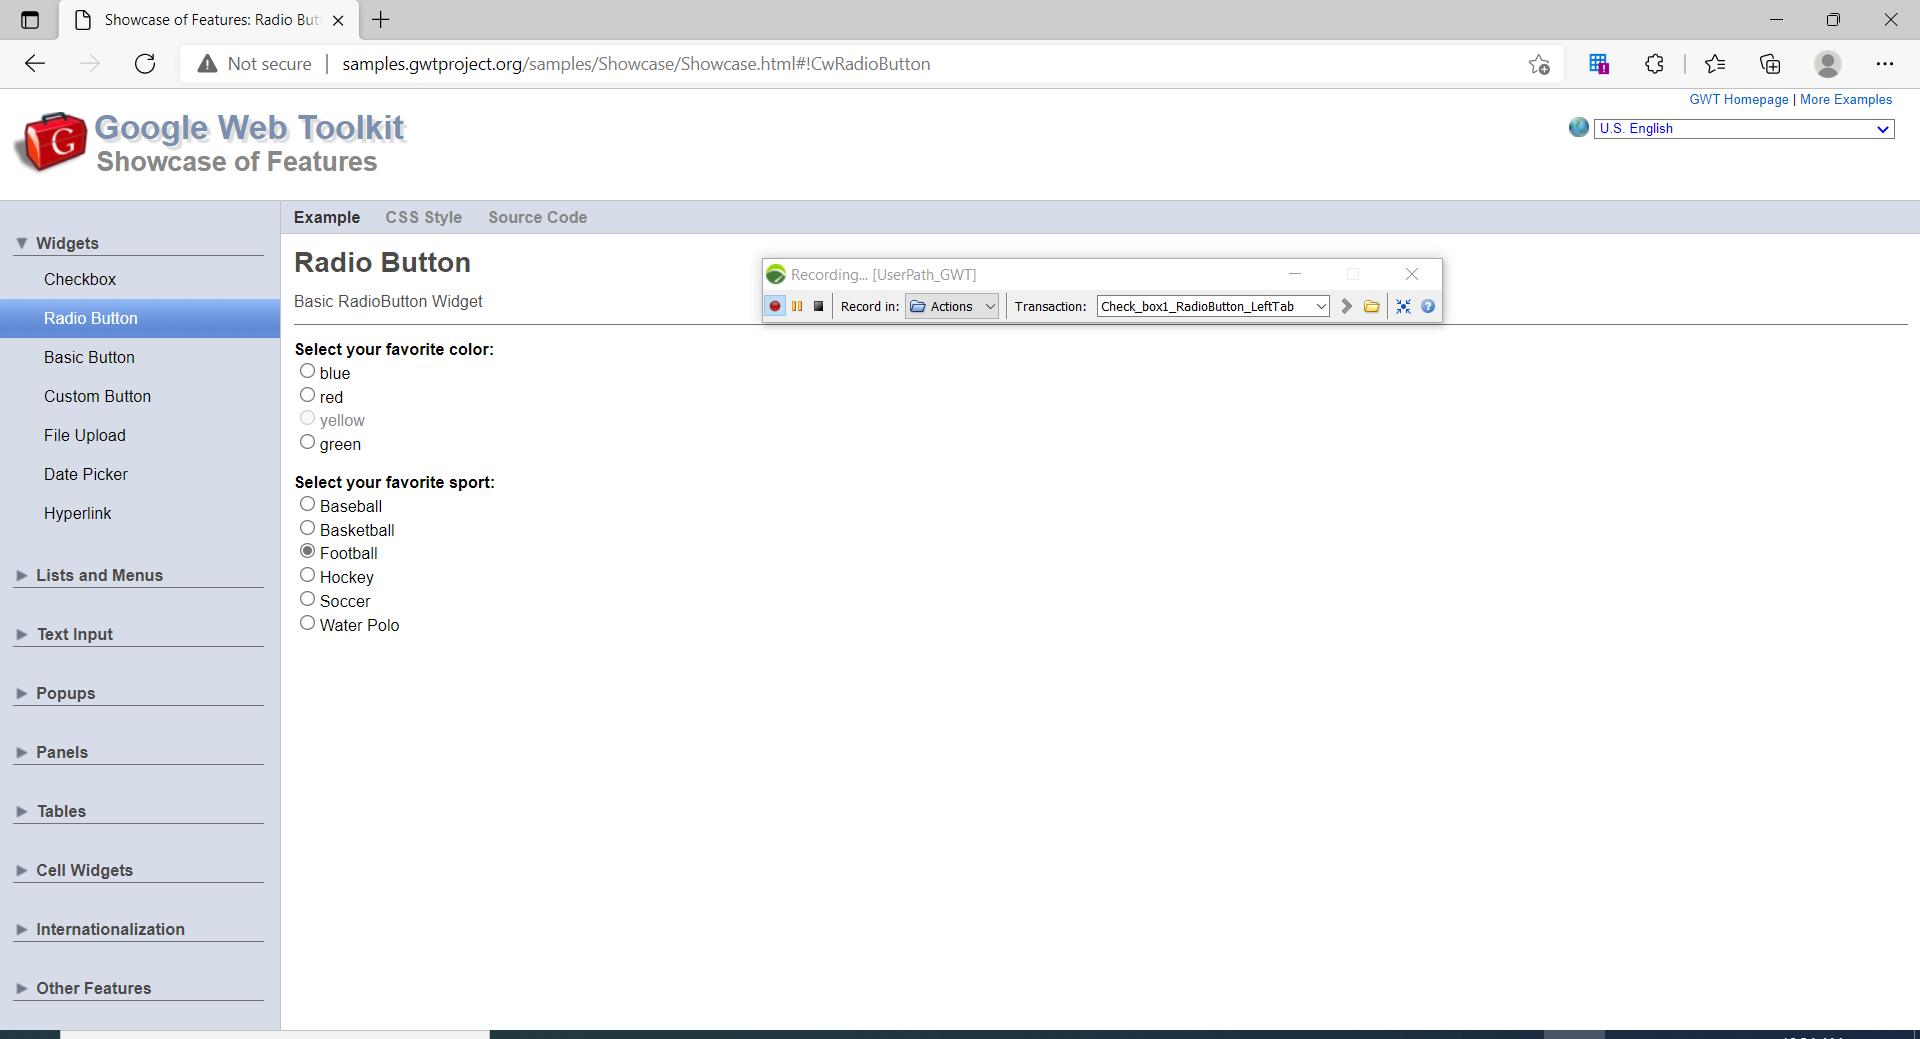 Showcase of Features: Radio But
Not secure
samples.gwtproject.org/samples/Showcase/Showcase.html#!CwRadioButton
GWT Homepage | More Examples
Google Web Toolkit
Showcase of Features
U.S. English
Example CSS Style Source Code
Widgets
Checkbox
Radio Button
Basic Button
Custom Button
File Upload
Date Picker
Hyperlink
Lists and Menus
Text Input
Popups
Panels
Tables
Cell Widgets
Internationalization
Other Features
Radio Button
Basic RadioButton Widget
Recording... [UserPath_GWT]
Record in: Actions Transaction: Check_box1_RadioButton_LeftTab
Select your favorite color:
blue
red
yellow
green
Select your favorite sport:
Baseball
Basketball
Football
Hockey
Soccer
Water Polo